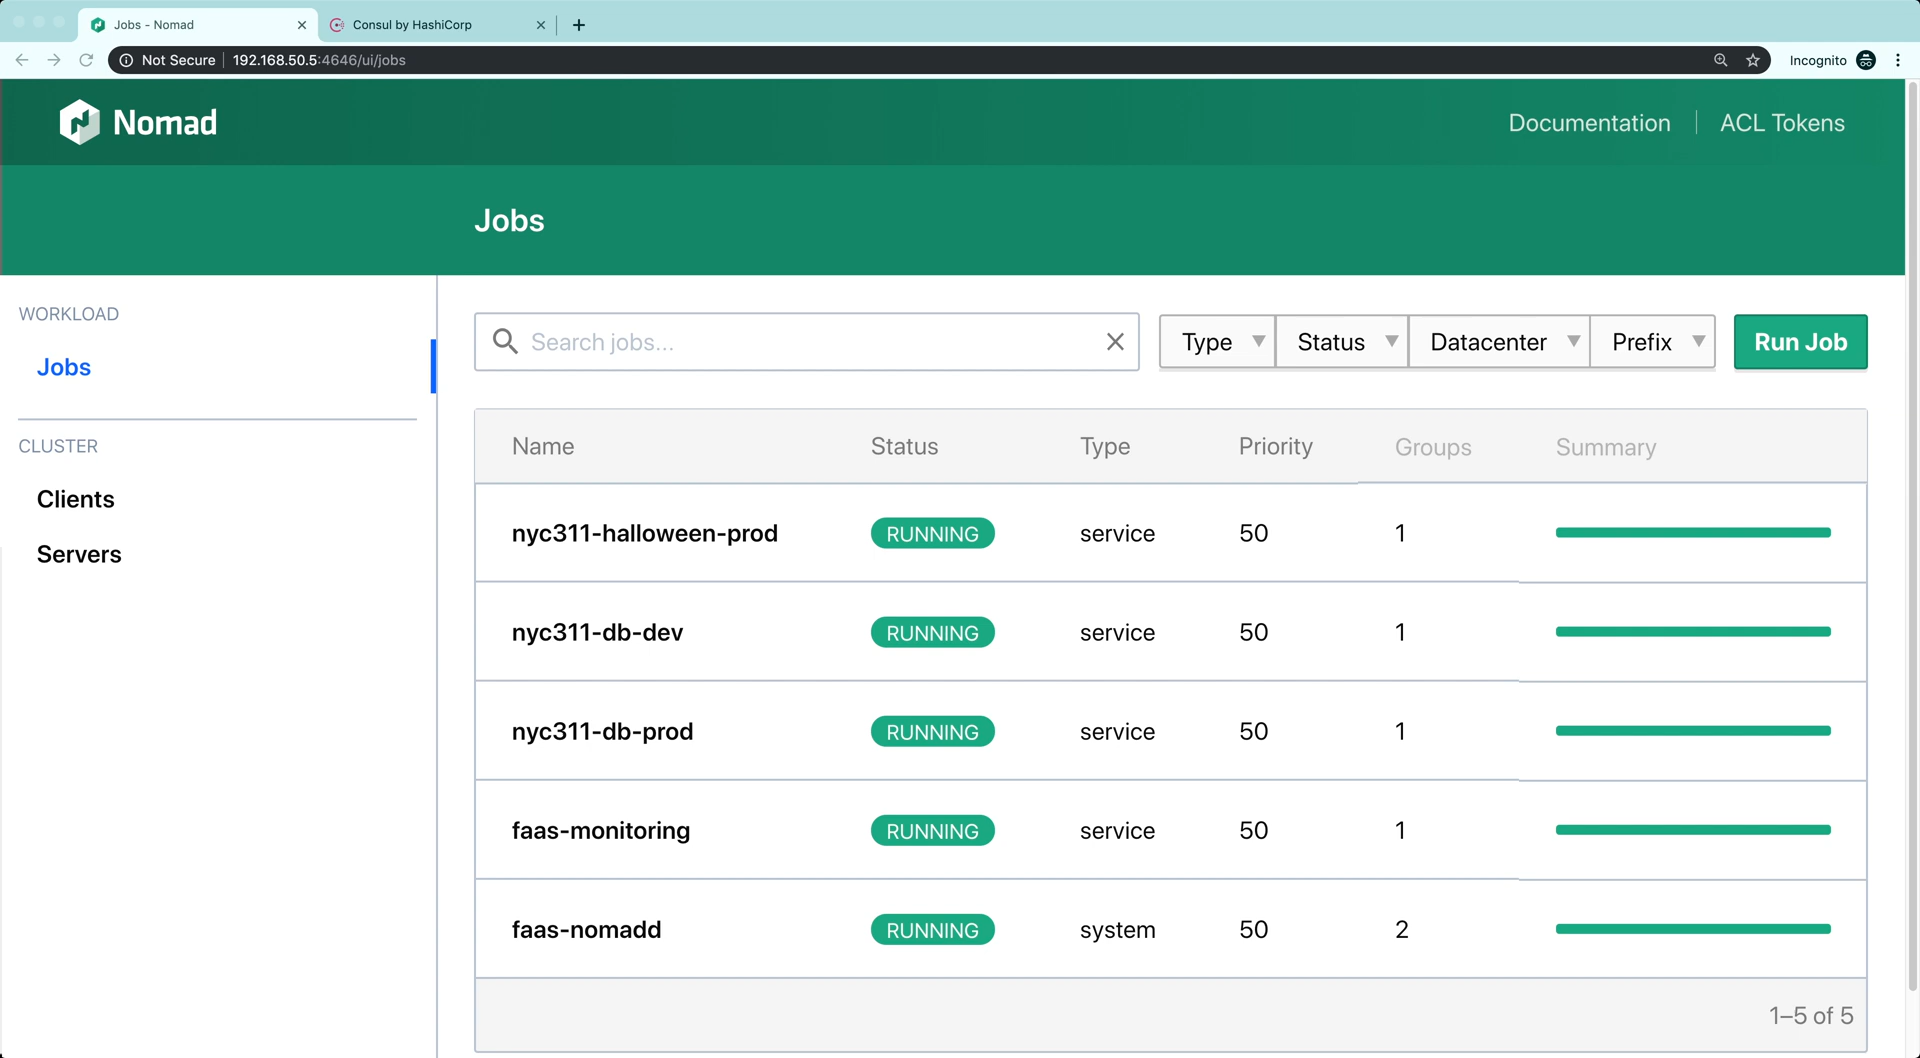 Jobs - Nomad
Consul by HashiCorp
Not Secure 192.168.50.5:4646/ui/jobs Incognito
Nomad Documentation ACL Tokens
Jobs
WORKLOAD
Jobs
CLUSTER
Clients
Servers
Search jobs... Type Status Datacenter Prefix Run Job
Name Status Type Priority Groups Summary
nyc311-halloween-prod RUNNING service 50 1
nyc311-db-dev RUNNING service 50 1
nyc311-db-prod RUNNING service 50 1
faas-monitoring RUNNING service 50 1
faas-nomadd RUNNING system 50 2
1–5 of 5